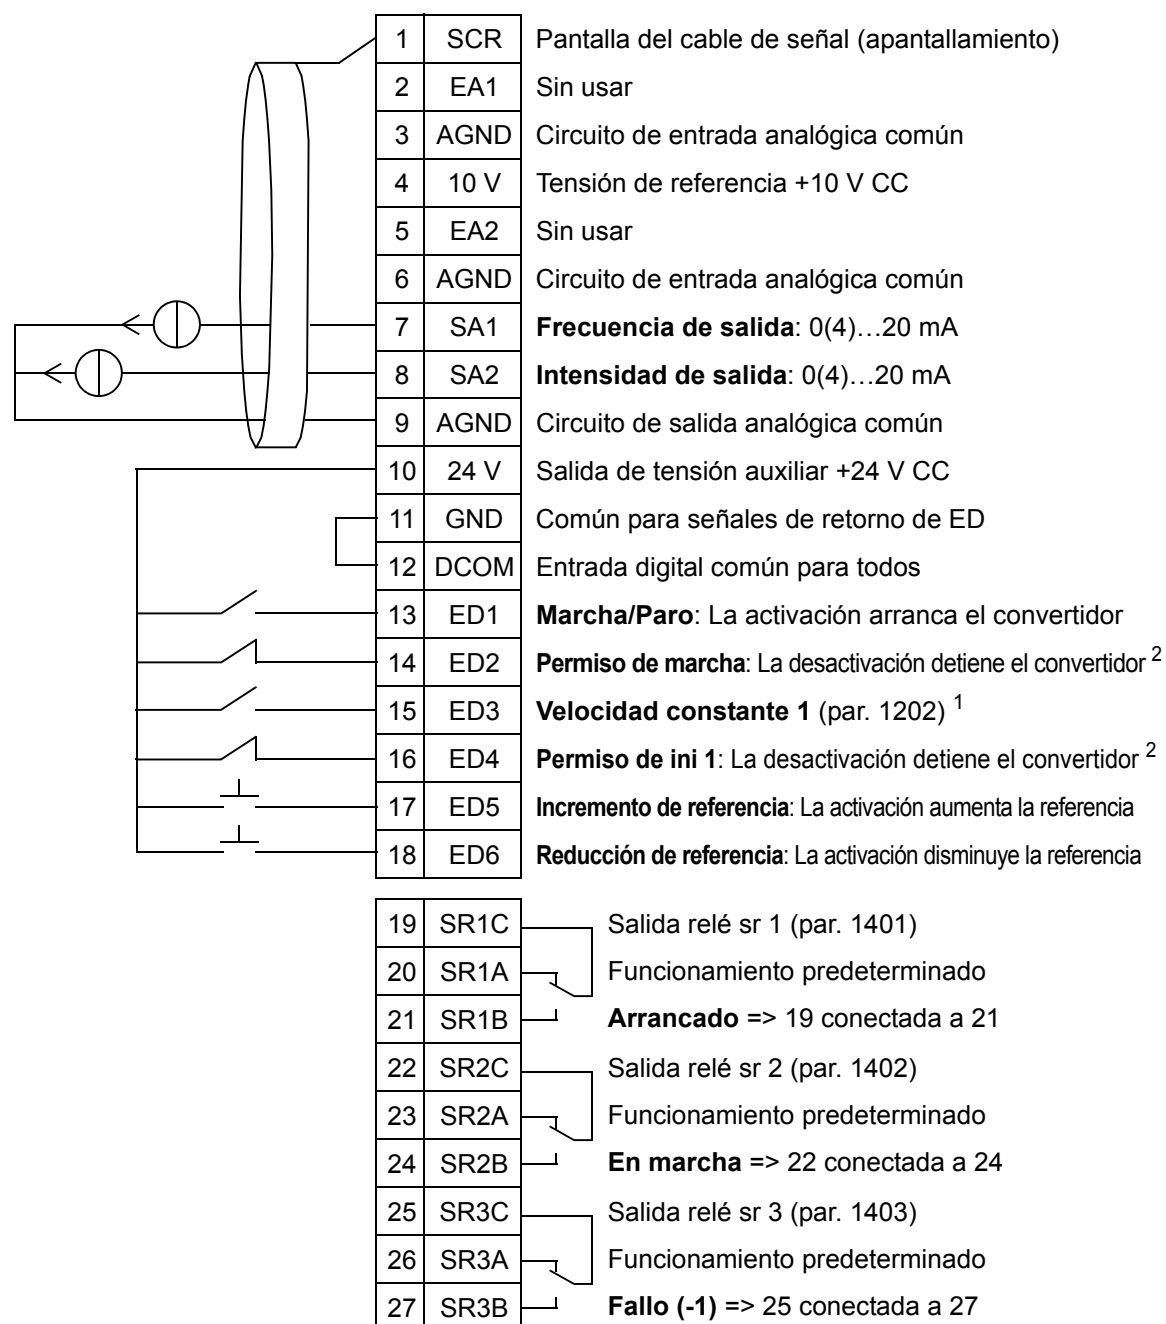 1 SCR Pantalla del cable de señal (apantallamiento)
2 EA1 Sin usar
3 AGND Circuito de entrada analógica común
4 10 V Tensión de referencia +10 V CC
5 EA2 Sin usar
6 AGND Circuito de entrada analógica común
7 SA1 Frecuencia de salida: 0(4)…20 mA
8 SA2 Intensidad de salida: 0(4)…20 mA
9 AGND Circuito de salida analógica común
10 24 V Salida de tensión auxiliar +24 V CC
11 GND Común para señales de retorno de ED
12 DCOM Entrada digital común para todos
13 ED1 Marcha/Paro: La activación arranca el convertidor
14 ED2 Permiso de marcha: La desactivación detiene el convertidor 2
15 ED3 Velocidad constante 1 (par. 1202) 1
16 ED4 Permiso de ini 1: La desactivación detiene el convertidor 2
17 ED5 Incremento de referencia: La activación aumenta la referencia
18 ED6 Reducción de referencia: La activación disminuye la referencia
19 SR1C Salida relé sr 1 (par. 1401)
20 SR1A Funcionamiento predeterminado
21 SR1B Arrancado => 19 conectada a 21
22 SR2C Salida relé sr 2 (par. 1402)
23 SR2A Funcionamiento predeterminado
24 SR2B En marcha => 22 conectada a 24
25 SR3C Salida relé sr 3 (par. 1403)
26 SR3A Funcionamiento predeterminado
27 SR3B Fallo (-1) => 25 conectada a 27